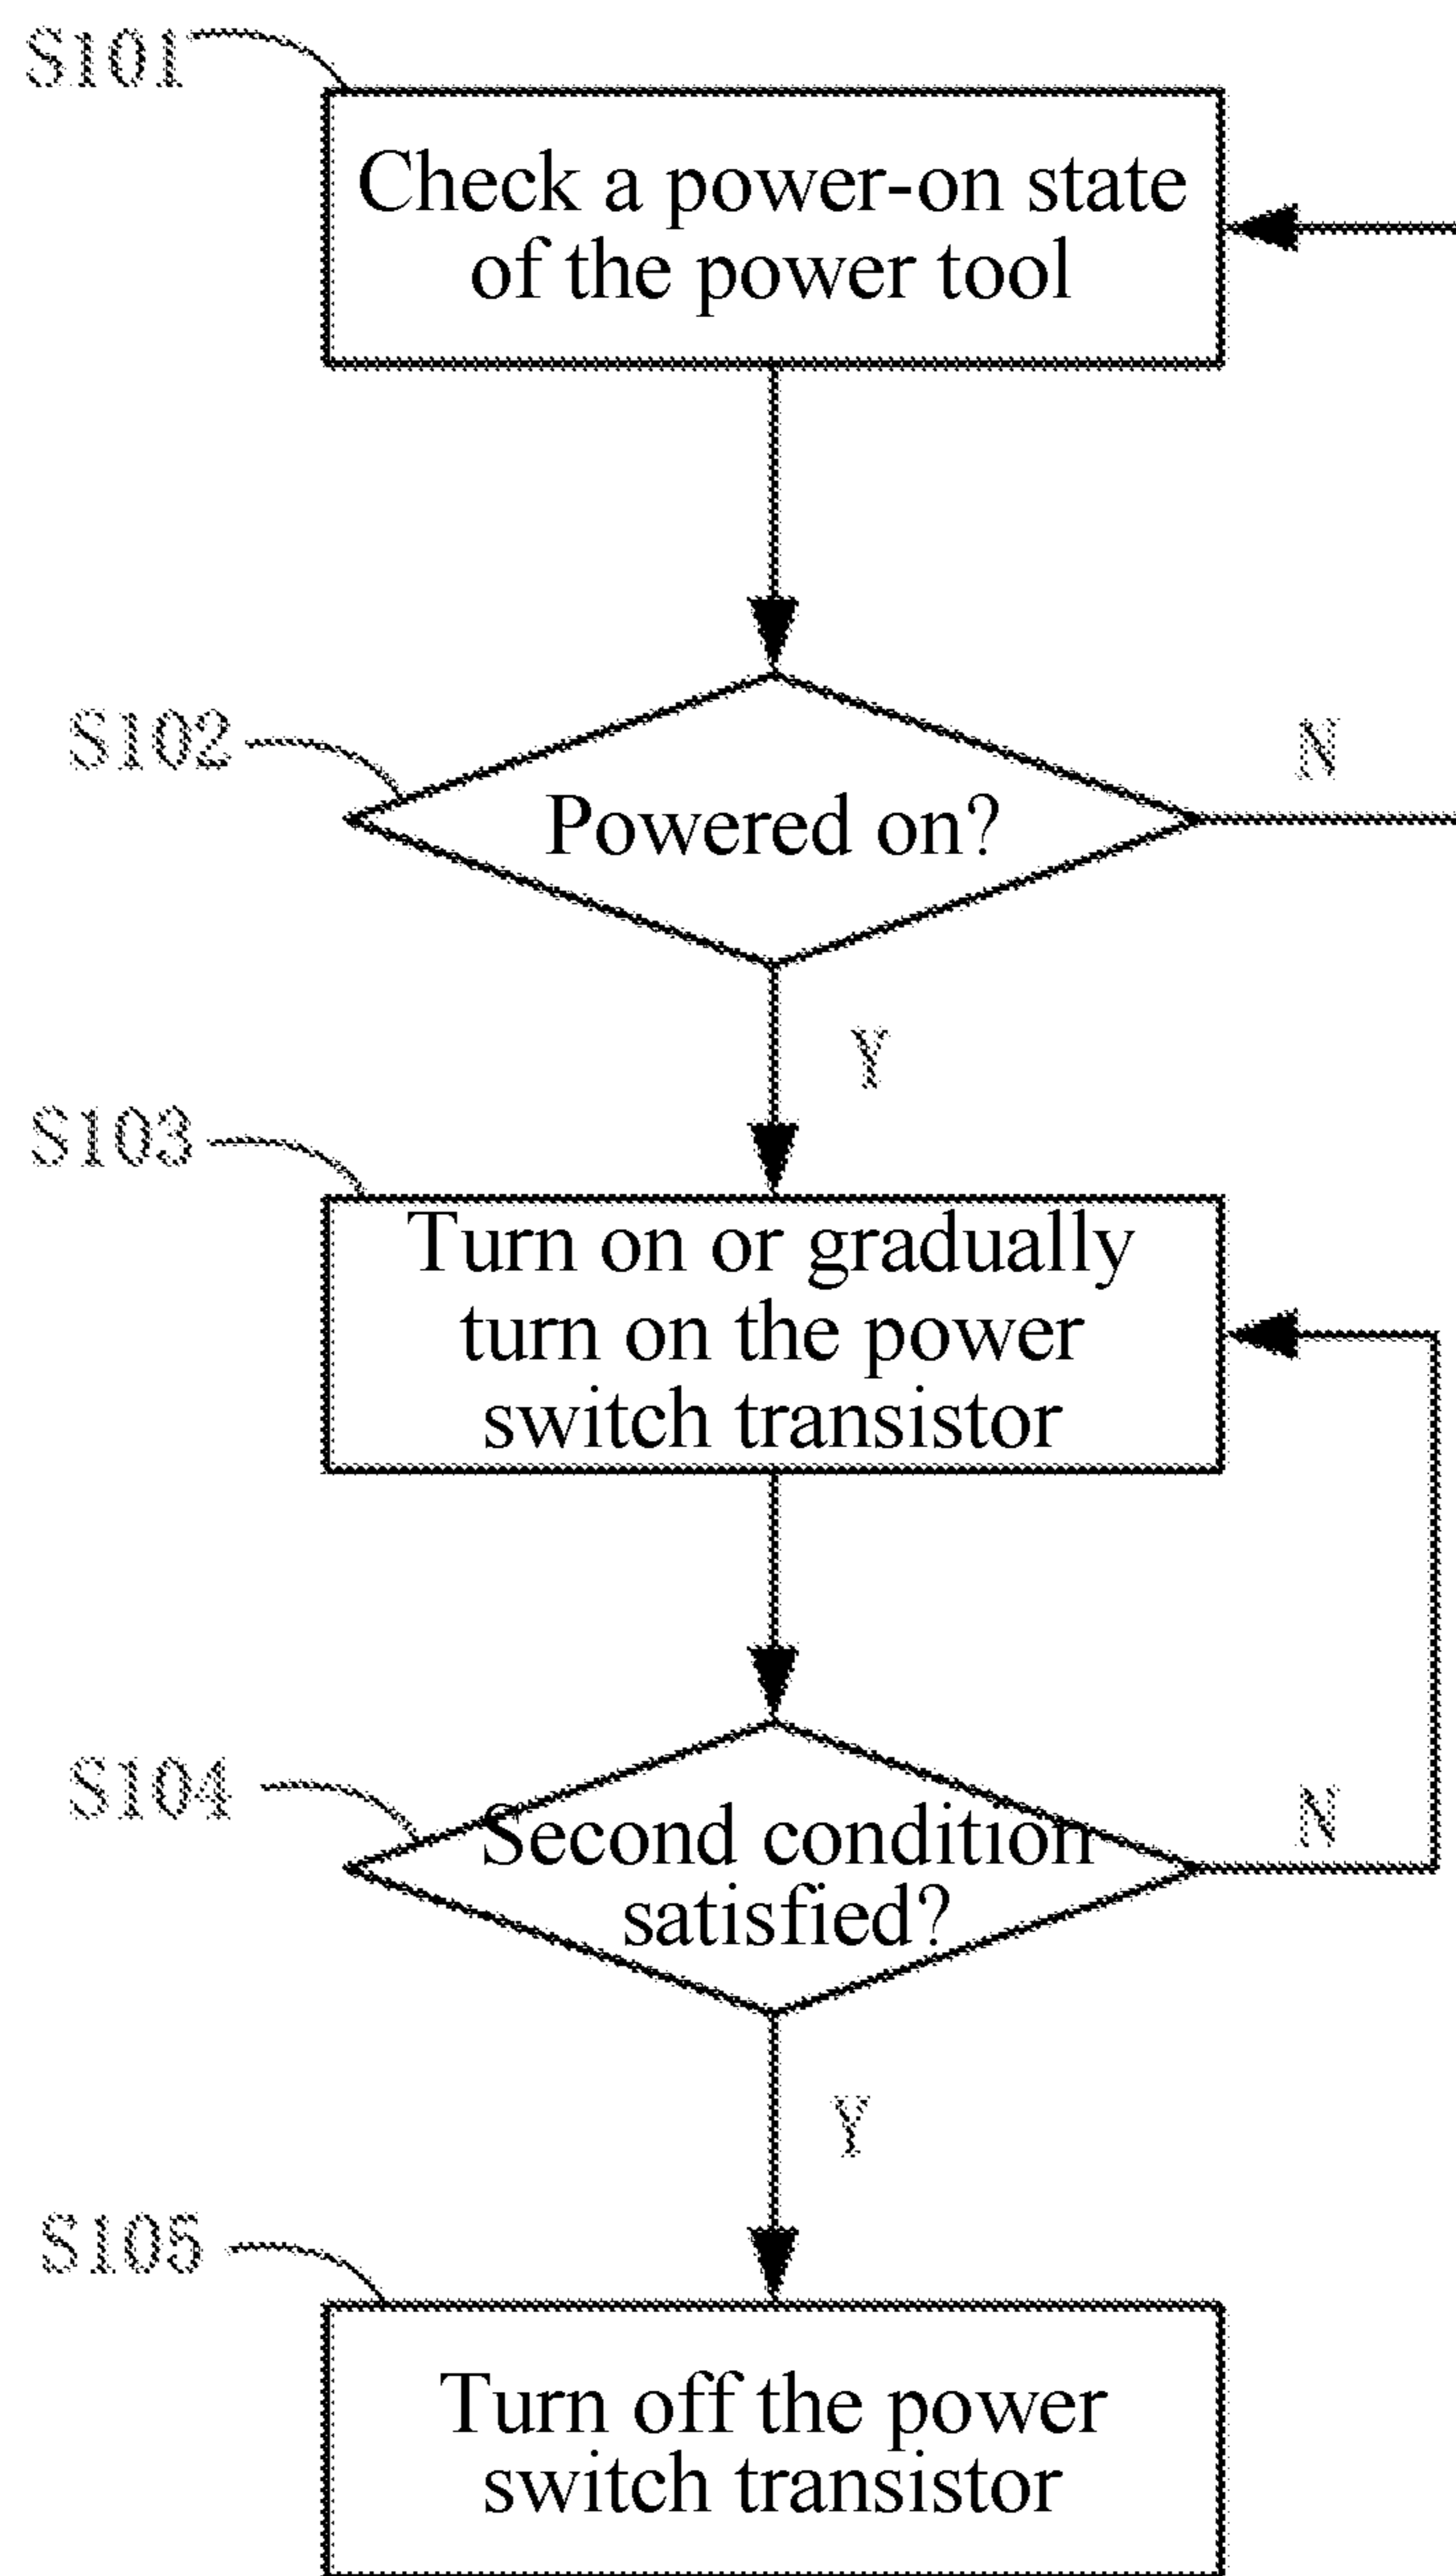 S101
Check a power-on state
of the power tool
S102
Powered on?
N
Y
S103
Turn on or gradually
turn on the power
switch transistor
S104
Second condition
satisfied?
N
Y
S105
Turn off the power
switch transistor